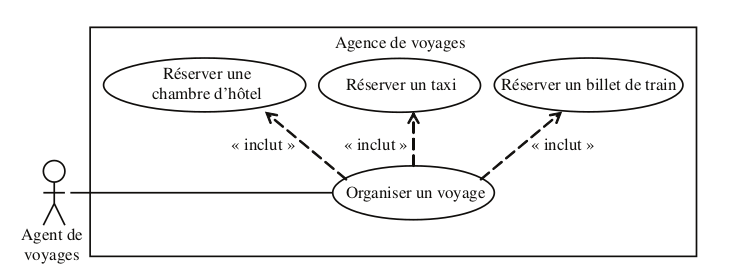 Agence de voyages
Réserver une
chambre d’hôtel
Réserver un taxi
Réserver un billet de train
« inclut »
« inclut »
« inclut »
Organiser un voyage
Agent de
voyages